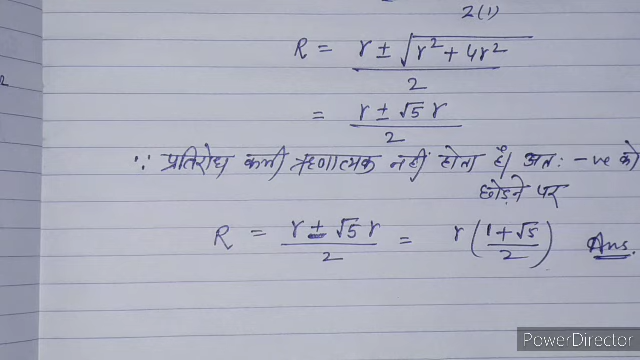 2(1)
R = r ± √r² + 4r² / 2
= r ± √5 r / 2
∵ प्रतिरोध कभी ऋणात्मक नहीं होता है। अतः -ve को
छोड़ने पर
R = r ± √5 r / 2 = r (1 + √5 / 2) Ans.
PowerDirector